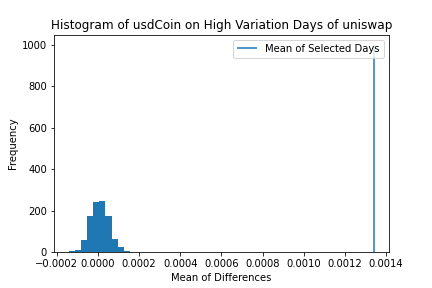 Histogram of usdCoin on High Variation Days of uniswap
Mean of Selected Days
Frequency
1000
800
600
400
200
0
−0.0002 0.0000 0.0002 0.0004 0.0006 0.0008 0.0010 0.0012 0.0014
Mean of Differences